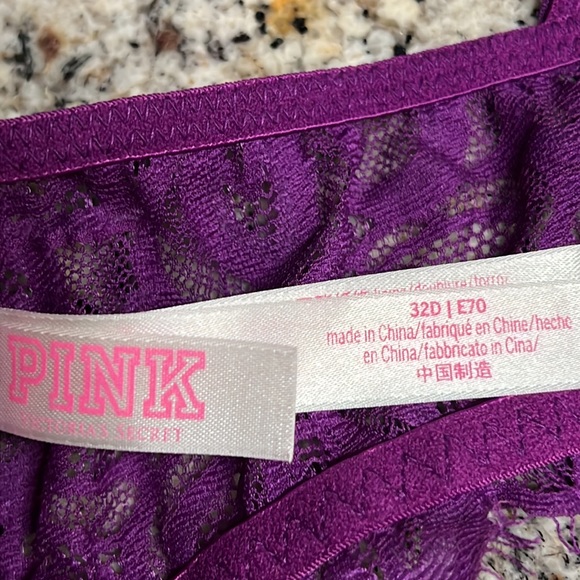 PINK
VICTORIA'S SECRET
32D | E70
made in China/fabriqué en Chine/hecho
en China/fabbricato in Cina/
中国制造